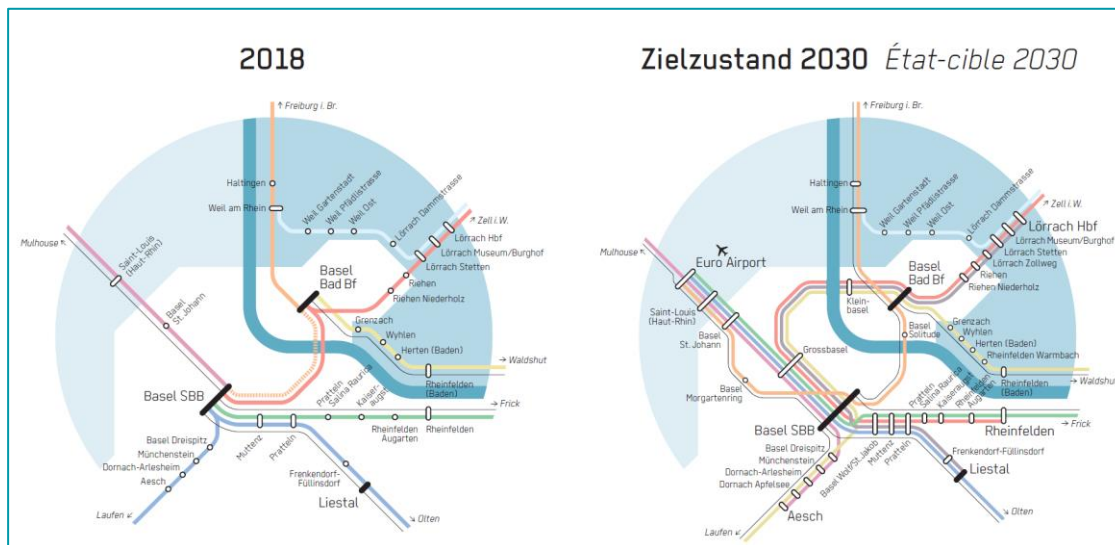 2018
↑ Freiburg i. Br.
Haltingen
Weil am Rhein
Weil Gartenstadt
Weil Pfädlistrasse
Weil Ost
Lörrach Dammstrasse
↗ Zell i.W.
Lörrach Hbf
Lörrach Museum/Burghof
Lörrach Stetten
Riehen
Riehen Niederholz
Mulhouse ↖
Saint-Louis
(Haut-Rhin)
Basel
St. Johann
Basel
Bad Bf
Grenzach
Wyhlen
Herten (Baden)
→ Waldshut
Rheinfelden
(Baden)
Basel SBB
Pratteln
Salina Raurica
Kaiser-
augst
→ Frick
Muttenz
Pratteln
Rheinfelden
Augarten
Rheinfelden
Basel Dreispitz
Münchenstein
Dornach-Arlesheim
Aesch
Frenkendorf-
Füllinsdorf
Liestal
Laufen ↙
↘ Olten
Zielzustand 2030 État-cible 2030
↑ Freiburg i. Br.
Haltingen
Weil am Rhein
Weil Gartenstadt
Weil Pfädlistrasse
Weil Ost
Lörrach Dammstrasse
↗ Zell i.W.
Lörrach Hbf
Lörrach Museum/Burghof
Lörrach Stetten
Lörrach Zollweg
Riehen
Riehen Niederholz
Mulhouse ↖
Euro Airport
Saint-Louis
(Haut-Rhin)
Basel
St. Johann
Basel
Bad Bf
Klein-
basel
Basel
Solitude
Grossbasel
Grenzach
Wyhlen
Herten (Baden)
Rheinfelden Warmbach
→ Waldshut
Rheinfelden
(Baden)
Basel
Morgartenring
Basel SBB
Pratteln
Salina Raurica
Kaiseraugst
Rheinfelden
Augarten
→ Frick
Rheinfelden
Basel Dreispitz
Münchenstein
Dornach-Arlesheim
Dornach Apfelsee
Aesch
Basel Wolf/St. Jakob
Muttenz
Pratteln
Frenkendorf-Füllinsdorf
Liestal
Laufen ↙
↘ Olten